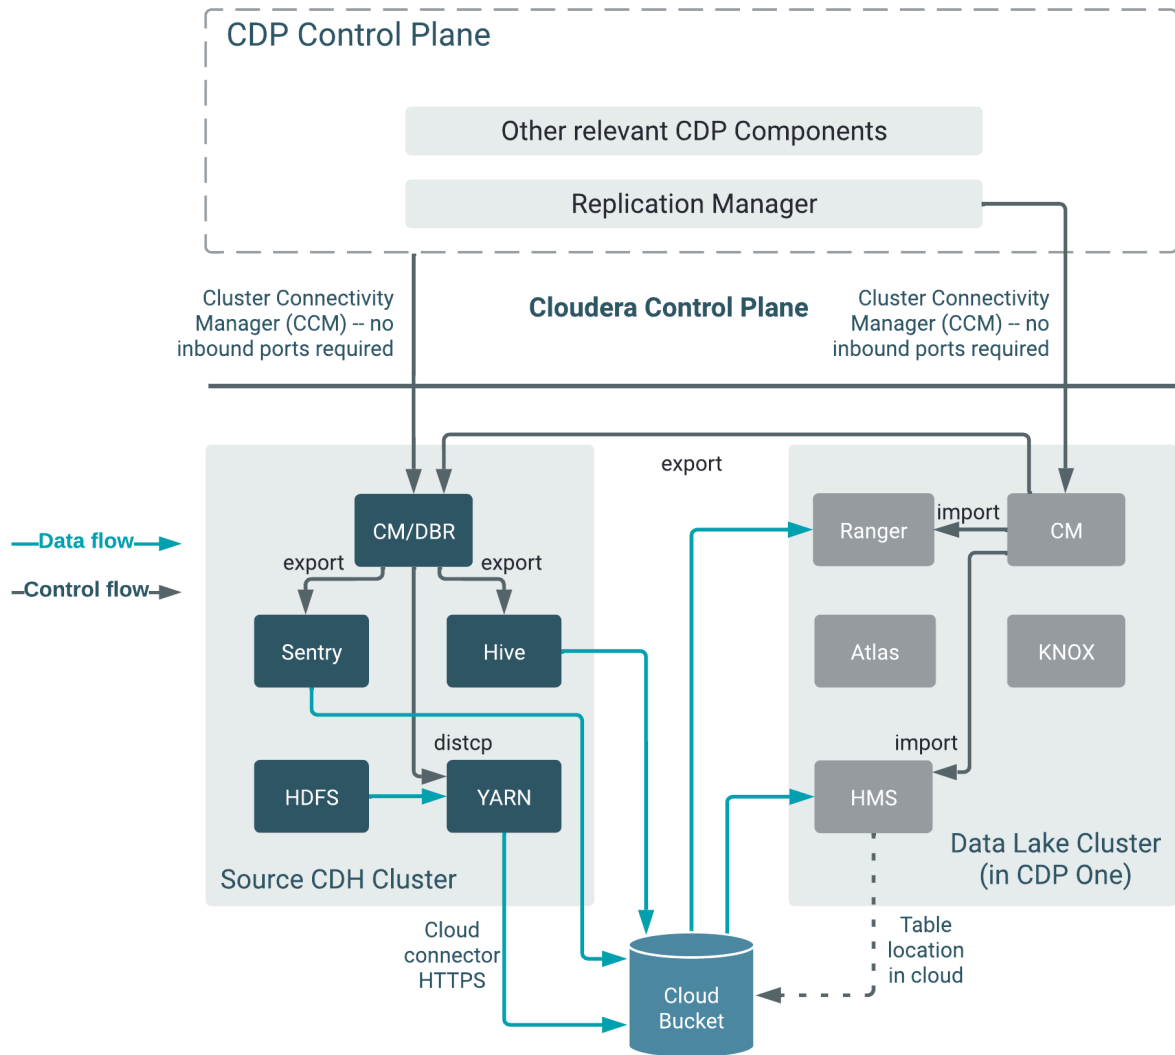 CDP Control Plane
Other relevant CDP Components
Replication Manager
Cluster Connectivity
Manager (CCM) -- no
inbound ports required
Cloudera Control Plane
Cluster Connectivity
Manager (CCM) -- no
inbound ports required
export
Data flow
Control flow
CM/DBR
export
export
Sentry
Hive
distcp
HDFS
YARN
Source CDH Cluster
Ranger
import
CM
Atlas
KNOX
import
HMS
Data Lake Cluster
(in CDP One)
Cloud
connector
HTTPS
Cloud
Bucket
Table
location
in cloud